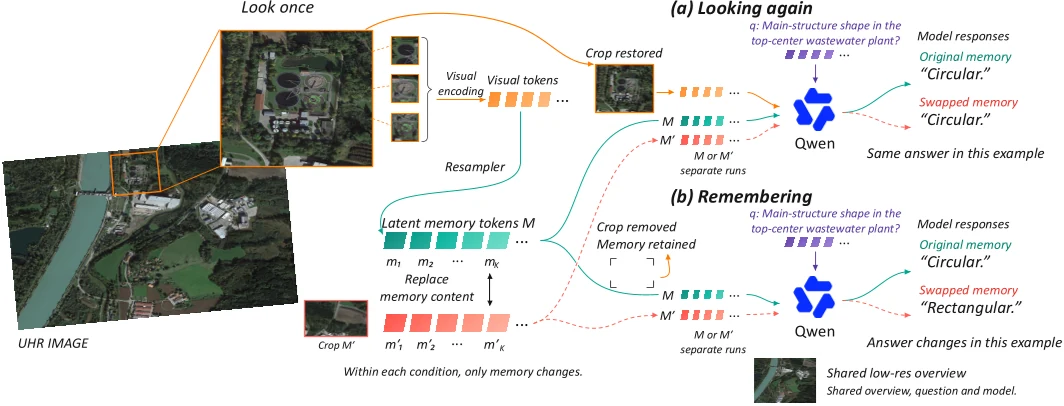 Look once
Visual encoding
Visual tokens
...
Resampler
UHR IMAGE
Latent memory tokens M
...
m₁ m₂ ... mK
Replace
memory content
...
Crop M′
m′₁ m′₂ ... m′K
Within each condition, only memory changes.
(a) Looking again
Crop restored
q: Main-structure shape in the
top-center wastewater plant?
...
...
M ...
M′ ...
M or M′
separate runs
Qwen
Model responses
Original memory
“Circular.”
Swapped memory
“Circular.”
Same answer in this example
(b) Remembering
Crop removed
Memory retained
q: Main-structure shape in the
top-center wastewater plant?
...
M ...
M′ ...
M or M′
separate runs
Qwen
Model responses
Original memory
“Circular.”
Swapped memory
“Rectangular.”
Answer changes in this example
Shared low-res overview
Shared overview, question and model.